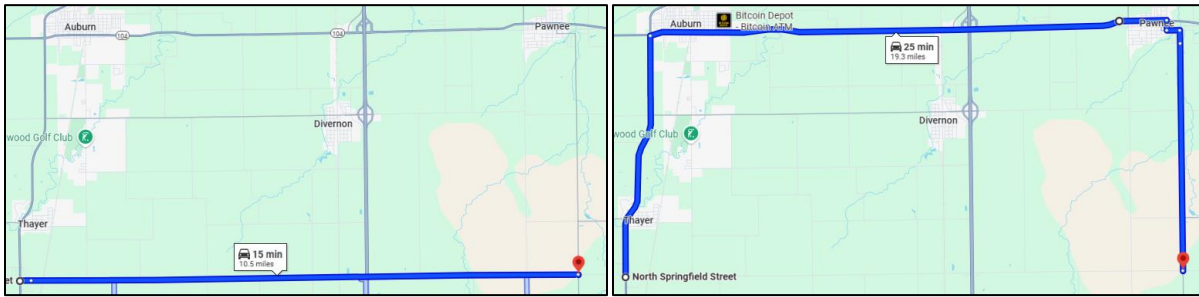 Auburn
104
104
Pawnee
wood Golf Club
Divernon
Thayer
15 min
10.5 miles
et
Auburn
Bitcoin Depot
- Bitcoin ATM
Pawnee
25 min
19.3 miles
wood Golf Club
Divernon
Thayer
North Springfield Street